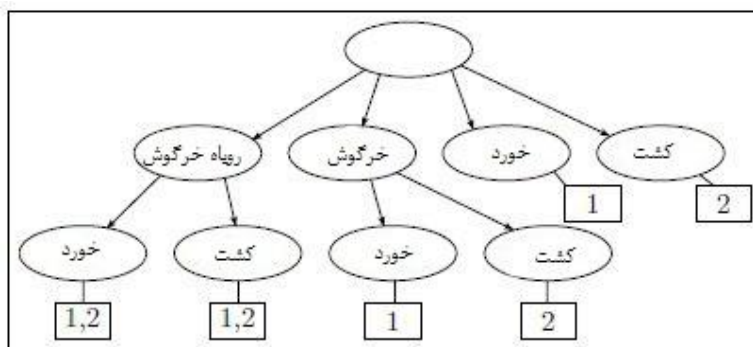 روباه خرگوش
خرگوش
خورد
کشت
1
2
خورد
کشت
خورد
کشت
1,2
1,2
1
2